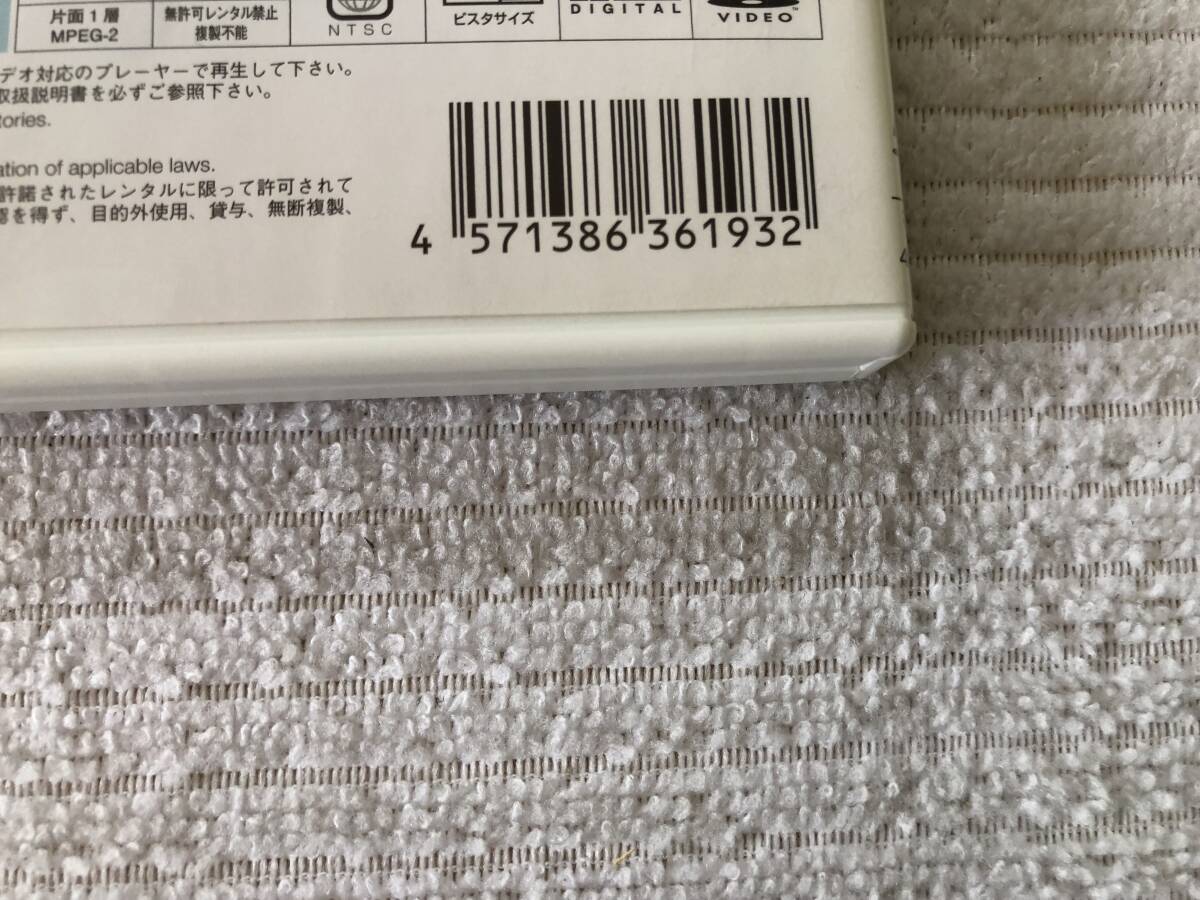 片面1層
MPEG-2
無許可レンタル禁止
複製不能
NTSC
ビスタサイズ
DIGITAL
VIDEO
デオ対応のプレーヤーで再生して下さい。
取扱説明書を必ずご参照下さい。
tories.
ation of applicable laws.
許諾されたレンタルに限って許可されて
を得ず、目的外使用、貸与、無断複製、
4 571386 361932